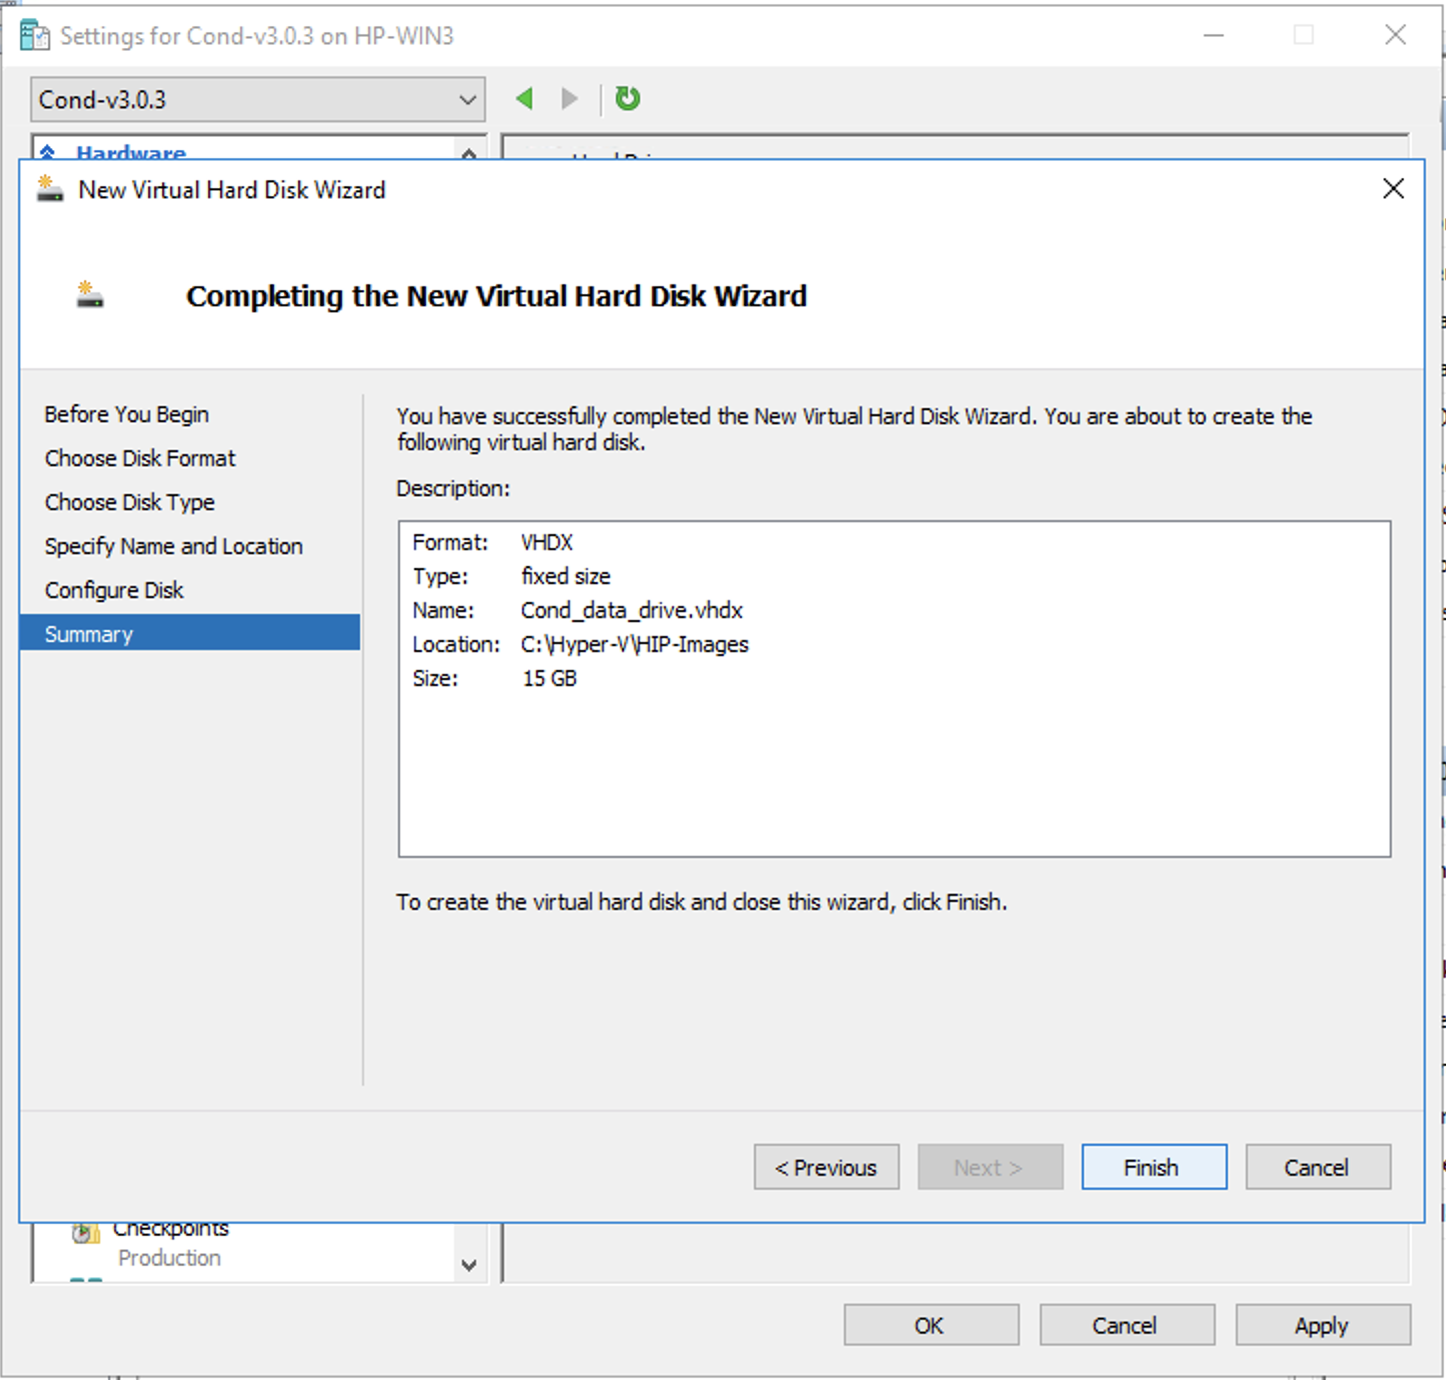 Settings for Cond-v3.0.3 on HP-WIN3
Cond-v3.0.3
Hardware
New Virtual Hard Disk Wizard
Completing the New Virtual Hard Disk Wizard
Before You Begin
Choose Disk Format
Choose Disk Type
Specify Name and Location
Configure Disk
Summary
You have successfully completed the New Virtual Hard Disk Wizard. You are about to create the
following virtual hard disk.
Description:
Format: VHDX
Type: fixed size
Name: Cond_data_drive.vhdx
Location: C:\Hyper-V\HIP-Images
Size: 15 GB
To create the virtual hard disk and close this wizard, click Finish.
< Previous Next > Finish Cancel
Checkpoints
Production
OK Cancel Apply